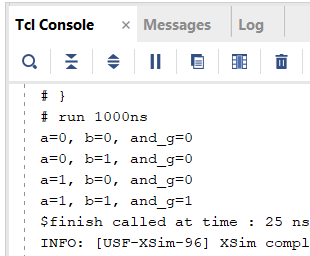 Tcl Console × Messages Log
# }
# run 1000ns
a=0, b=0, and_g=0
a=0, b=1, and_g=0
a=1, b=0, and_g=0
a=1, b=1, and_g=1
$finish called at time : 25 ns
INFO: [USF-XSim-96] XSim compl